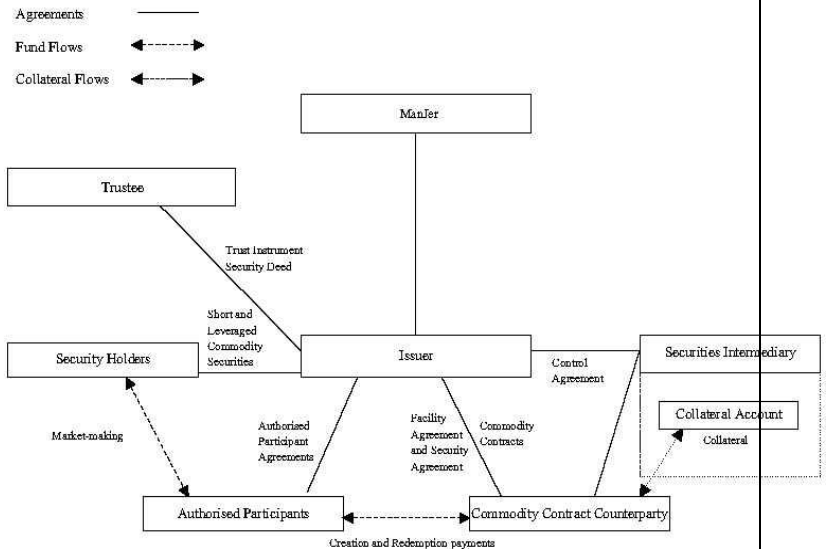 Agreements
Fund Flows
Collateral Flows
ManJer
Trustee
Trust Instrument
Security Deed
Short and
Leveraged
Commodity
Securities
Security Holders
Issuer
Securities Intermediary
Control
Agreement
Collateral Account
Collateral
Market-making
Authorised
Participant
Agreements
Facility
Agreement
and Security
Agreement
Commodity
Contracts
Authorised Participants
Commodity Contract Counterparty
Creation and Redemption payments